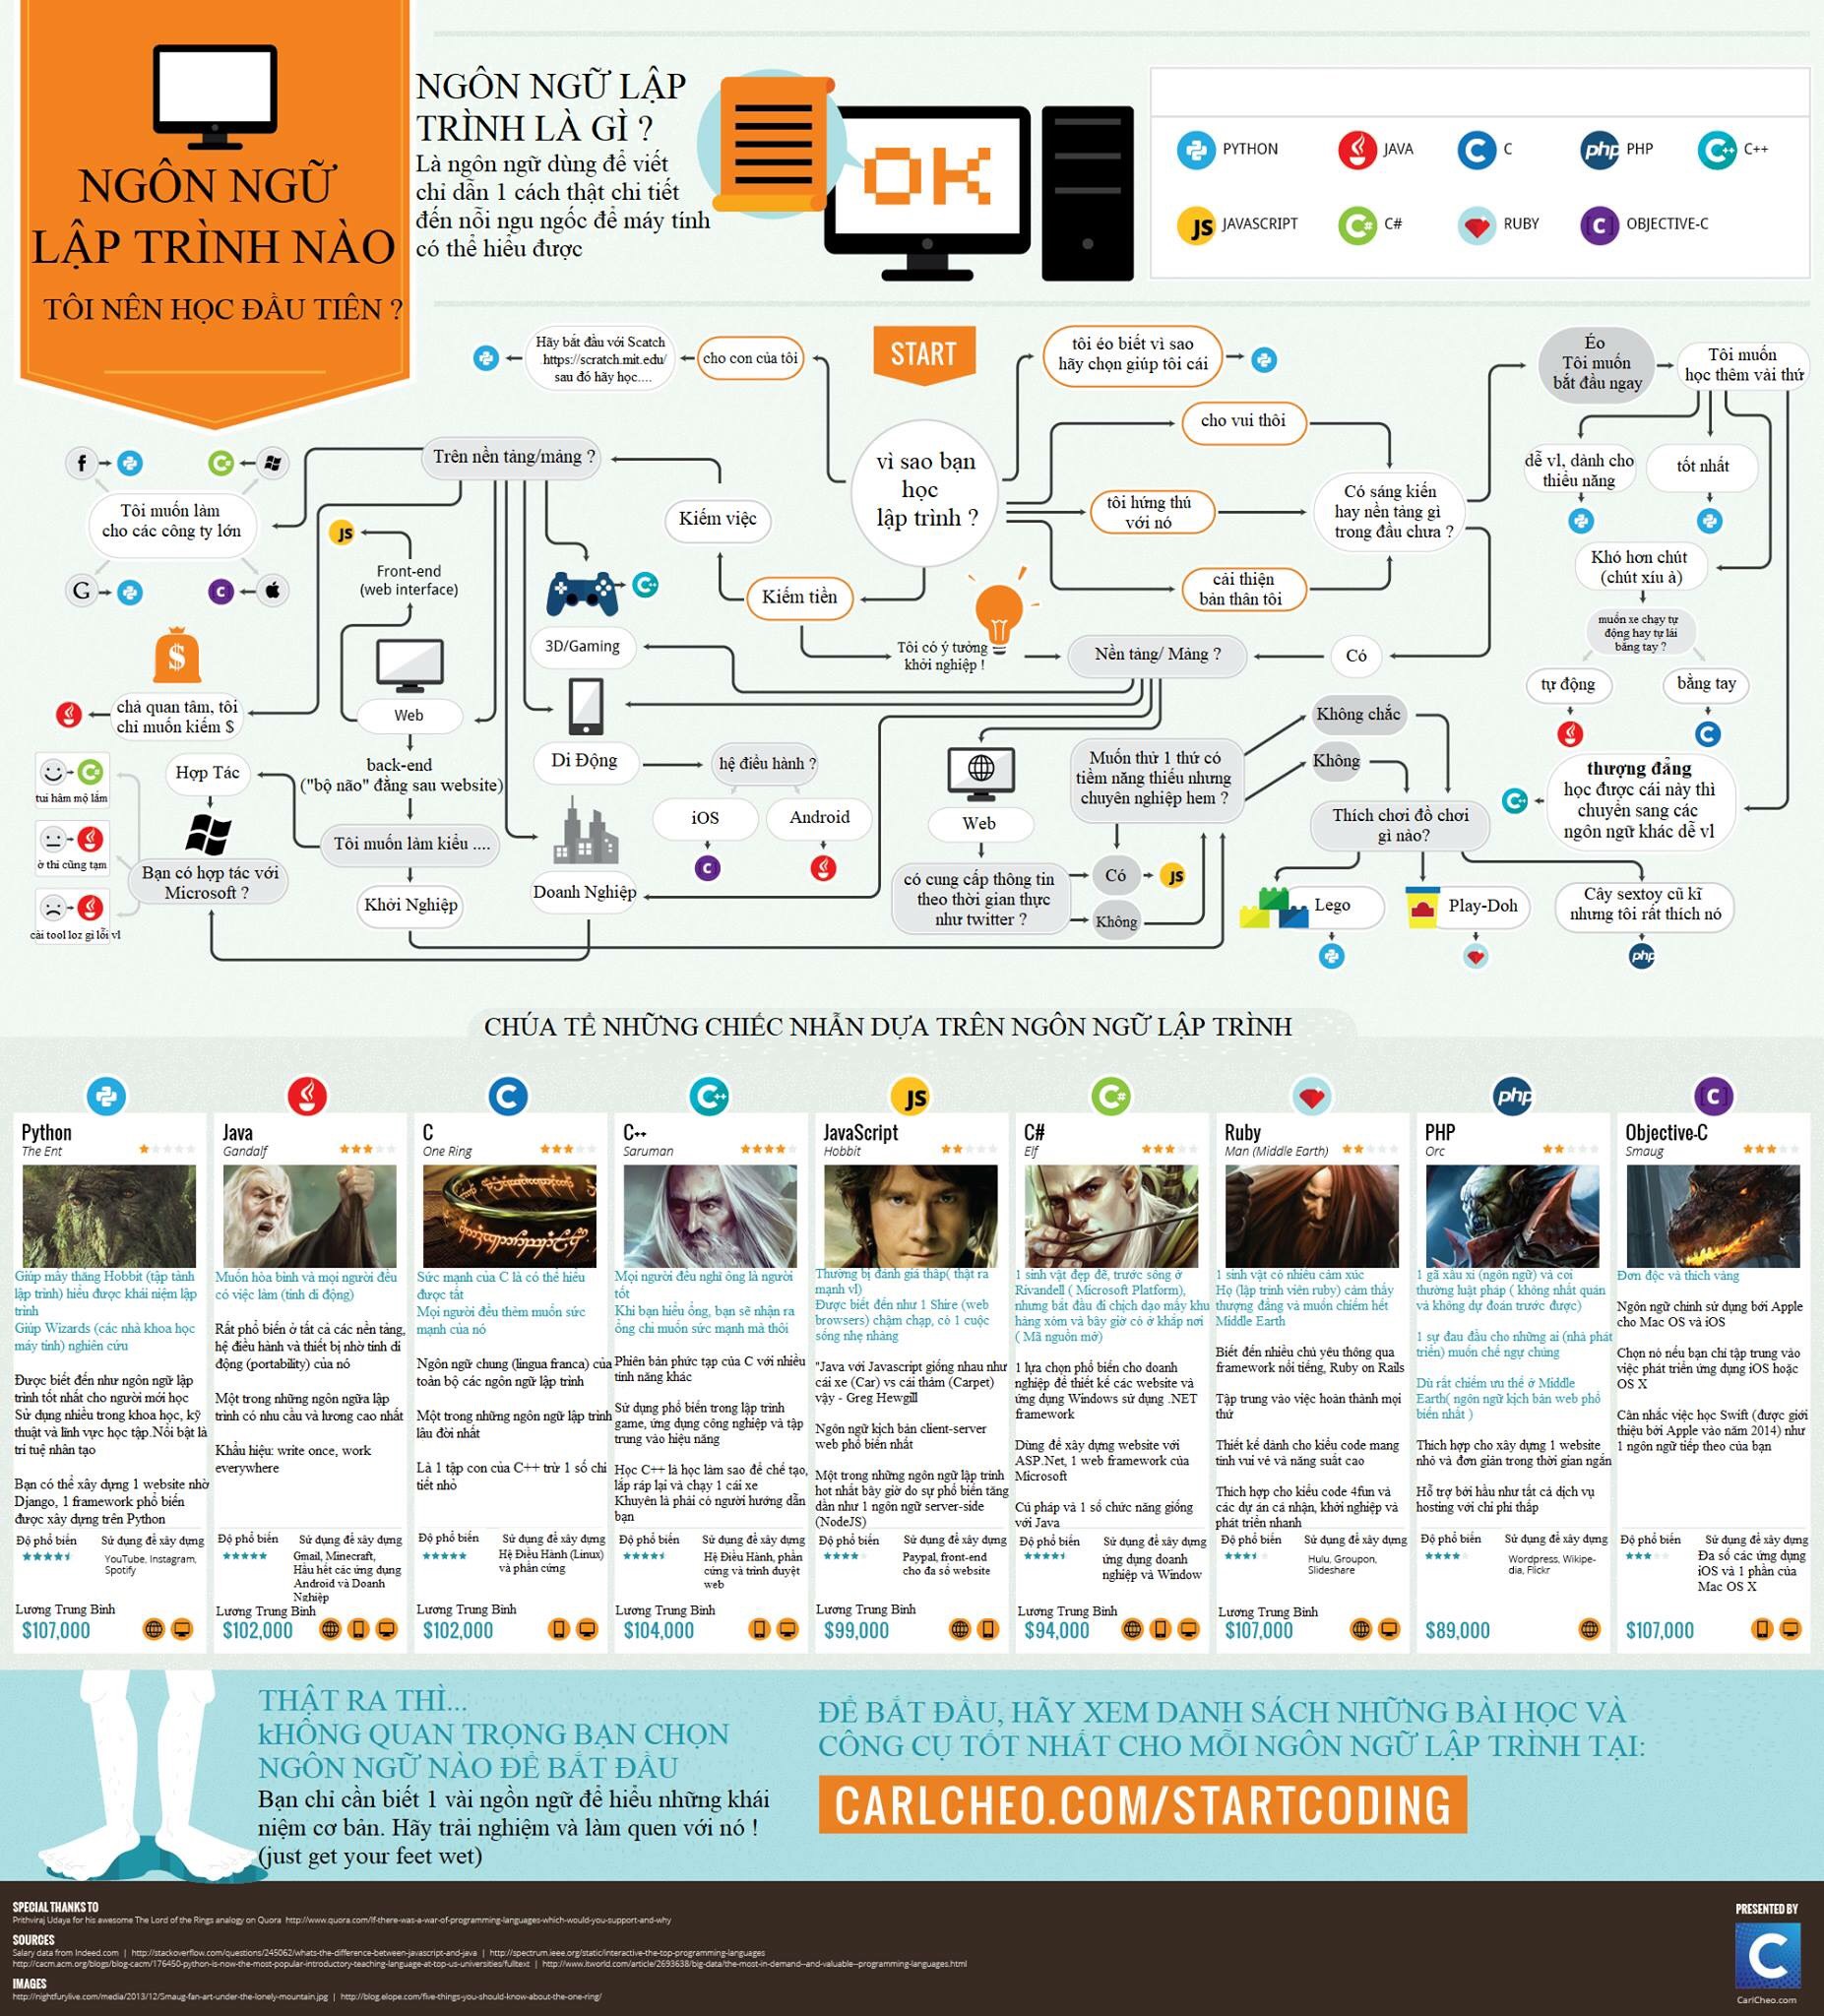 NGÔN NGỮ
LẬP TRÌNH NÀO
TÔI NÊN HỌC ĐẦU TIÊN ?
NGÔN NGỮ LẬP
TRÌNH LÀ GÌ ?
Là ngôn ngữ dùng để viết
chỉ dẫn 1 cách thật chi tiết
đến nỗi ngu ngốc để máy tính
có thể hiểu được
OK
PYTHON
JAVA
C
php PHP
C++ C++
JS JAVASCRIPT
C# C#
RUBY
[C] OBJECTIVE-C
START
Hãy bắt đầu với Scatch
https://scratch.mit.edu/
sau đó hãy học....
cho con của tôi
tôi éo biết vì sao
hãy chọn giúp tôi cái
Éo
Tôi muốn
bắt đầu ngay
Tôi muốn
học thêm vài thứ
cho vui thôi
vì sao bạn
học
lập trình ?
Trên nền tảng/mảng ?
Kiếm việc
tôi hứng thú
với nó
Có sáng kiến
hay nền tảng gì
trong đầu chưa ?
dễ vl, dành cho
thiểu năng
tốt nhất
Tôi muốn làm
cho các công ty lớn
Front-end
(web interface)
Kiếm tiền
cải thiện
bản thân tôi
Khó hơn chút
(chút xíu à)
muốn xe chạy tự
động hay tự lái
bằng tay ?
3D/Gaming
Tôi có ý tưởng
khởi nghiệp !
Nền tảng/ Mảng ?
Có
tự động
bằng tay
chả quan tâm, tôi
chỉ muốn kiếm $
Web
Không chắc
Không
Hợp Tác
back-end
("bộ não" đằng sau website)
Di Động
hệ điều hành ?
iOS
Android
Web
Muốn thử 1 thứ có
tiềm năng thiếu nhưng
chuyên nghiệp hem ?
thượng đẳng
học được cái này thì
chuyển sang các
ngôn ngữ khác dễ vl
Thích chơi đồ chơi
gì nào?
tui hâm mộ lắm
ờ thì cũng tạm
cài tool loz gì lỗi vl
Bạn có hợp tác với
Microsoft ?
Tôi muốn làm kiểu ....
Khởi Nghiệp
Doanh Nghiệp
có cung cấp thông tin
theo thời gian thực
như twitter ?
Có
JS
Không
Lego
Play-Doh
Cây sextoy cũ kĩ
nhưng tôi rất thích nó
php
CHÚA TỂ NHỮNG CHIẾC NHẪN DỰA TRÊN NGÔN NGỮ LẬP TRÌNH
Python
The Ent
Giúp mấy thằng Hobbit (tập tành
lập trình) hiểu được khái niệm lập
trình
Giúp Wizards (các nhà khoa học
máy tính) nghiên cứu
Được biết đến như ngôn ngữ lập
trình tốt nhất cho người mới học
Sử dụng nhiều trong khoa học, kỹ
thuật và lĩnh vực học tập.Nổi bật là
trí tuệ nhân tạo
Bạn có thể xây dựng 1 website nhờ
Django, 1 framework phổ biến
được xây dựng trên Python
Độ phổ biến
Sử dụng để xây dựng
YouTube, Instagram,
Spotify
Lương Trung Bình
$107,000
Java
Gandalf
Muốn hòa bình và mọi người đều
có việc làm (tính di động)
Rất phổ biến ở tất cả các nền tảng,
hệ điều hành và thiết bị nhờ tính di
động (portability) của nó
Một trong những ngôn ngữa lập
trình có nhu cầu và lương cao nhất
Khẩu hiệu: write once, work
everywhere
Độ phổ biến
Sử dụng để xây dựng
Gmail, Minecraft,
Hầu hết các ứng dụng
Android và Doanh
Nghiệp
Lương Trung Bình
$102,000
C
One Ring
Sức mạnh của C là có thể hiểu
được tất
Mọi người đều thèm muốn sức
mạnh của nó
Ngôn ngữ chung (lingua franca) của
toàn bộ các ngôn ngữ lập trình
Một trong những ngôn ngữ lập trình
lâu đời nhất
Là 1 tập con của C++ trừ 1 số chi
tiết nhỏ
Độ phổ biến
Sử dụng để xây dựng
Hệ Điều Hành (Linux)
và phần cứng
Lương Trung Bình
$102,000
C++
Saruman
Mọi người đều nghĩ ông là người
tốt
Khi bạn hiểu ổng, bạn sẽ nhận ra
ổng chỉ muốn sức mạnh mà thôi
Phiên bản phức tạp của C với nhiều
tính năng khác
Sử dụng phổ biến trong lập trình
game, ứng dụng công nghiệp và tập
trung vào hiệu năng
Học C++ là học làm sao để chế tạo,
lắp ráp lại và chạy 1 cái xe
Khuyên là phải có người hướng dẫn
bạn
Độ phổ biến
Sử dụng để xây dựng
Hệ Điều Hành, phần
cứng và trình duyệt
web
Lương Trung Bình
$104,000
JavaScript
Hobbit
Thường bị đánh giá thấp( thật ra
mạnh vl)
Được biết đến như 1 Shire (web
browsers) chậm chạp, có 1 cuộc
sống nhẹ nhàng
"Java với Javascript giống nhau như
cái xe (Car) vs cái thảm (Carpet)
vậy - Greg Hewgill
Ngôn ngữ kịch bản client-server
web phổ biến nhất
Một trong những ngôn ngữ lập trình
hot nhất bây giờ do sự phổ biến tăng
dần như 1 ngôn ngữ server-side
(NodeJS)
Độ phổ biến
Sử dụng để xây dựng
Paypal, front-end
cho đa số website
Lương Trung Bình
$99,000
C#
Elf
1 sinh vật đẹp đẽ, trước sống ở
Rivandell ( Microsoft Platform),
nhưng bắt đầu đi chịch dạo mấy khu
hàng xóm và bây giờ có ở khắp nơi
( Mã nguồn mở)
1 lựa chọn phổ biến cho doanh
nghiệp để thiết kế các website và
ứng dụng Windows sử dụng .NET
framework
Dùng để xây dựng website với
ASP.Net, 1 web framework của
Microsoft
Cú pháp và 1 số chức năng giống
với Java
Độ phổ biến
Sử dụng để xây dựng
ứng dụng doanh
nghiệp và Window
Lương Trung Bình
$94,000
Ruby
Man (Middle Earth)
1 sinh vật có nhiều cảm xúc
Họ (lập trình viên ruby) cảm thấy
thượng đẳng và muốn chiếm hết
Middle Earth
Biết đến nhiều chủ yếu thông qua
framework nổi tiếng, Ruby on Rails
Tập trung vào việc hoàn thành mọi
thứ
Thiết kế dành cho kiểu code mang
tính vui vẻ và năng suất cao
Thích hợp cho kiểu code 4fun và
các dự án cá nhân, khởi nghiệp và
phát triển nhanh
Độ phổ biến
Sử dụng để xây dựng
Hulu, Groupon,
Slideshare
Lương Trung Bình
$107,000
PHP
Orc
1 gã xấu xí (ngôn ngữ) và coi
thường luật pháp ( không nhất quán
và không dự đoán trước được)
1 sự đau đầu cho những ai (nhà phát
triển) muốn chế ngự chúng
Dù rất chiếm ưu thế ở Middle
Earth( ngôn ngữ kịch bản web phổ
biến nhất )
Thích hợp cho xây dựng 1 website
nhỏ và đơn giản trong thời gian ngắn
Hỗ trợ bởi hầu như tất cả dịch vụ
hosting với chi phí thấp
Độ phổ biến
Sử dụng để xây dựng
Wordpress, Wikipe-
dia, Flickr
$89,000
Objective-C
Smaug
Đơn độc và thích vàng
Ngôn ngữ chính sử dụng bởi Apple
cho Mac OS và iOS
Chọn nó nếu bạn chỉ tập trung vào
việc phát triển ứng dụng iOS hoặc
OS X
Cân nhắc việc học Swift (được giới
thiệu bởi Apple vào năm 2014) như
1 ngôn ngữ tiếp theo của bạn
Độ phổ biến
Sử dụng để xây dựng
Đa số các ứng dụng
iOS và 1 phần của
Mac OS X
$107,000
THẬT RA THÌ...
kHÔNG QUAN TRỌNG BẠN CHỌN
NGÔN NGỮ NÀO ĐỂ BẮT ĐẦU
Bạn chỉ cần biết 1 vài ngồn ngữ để hiểu những khái
niệm cơ bản. Hãy trải nghiệm và làm quen với nó !
(just get your feet wet)
ĐỂ BẮT ĐẦU, HÃY XEM DANH SÁCH NHỮNG BÀI HỌC VÀ
CÔNG CỤ TỐT NHẤT CHO MỖI NGÔN NGỮ LẬP TRÌNH TẠI:
CARLCHEO.COM/STARTCODING
SPECIAL THANKS TO
Prithviraj Udaya for his awesome The Lord of the Rings analogy on Quora http://www.quora.com/If-there-was-a-war-of-programming-languages-which-would-you-support-and-why
SOURCES
Salary data from Indeed.com | http://stackoverflow.com/questions/245062/whats-the-difference-between-javascript-and-java | http://spectrum.ieee.org/static/interactive-the-top-programming-languages
http://cacm.acm.org/blogs/blog-cacm/176450-python-is-now-the-most-popular-introductory-teaching-language-at-top-us-universities/fulltext | http://www.itworld.com/article/2693638/big-data/the-most-in-demand--and-valuable--programming-languages.html
IMAGES
http://nightfurylive.com/media/2013/12/Smaug-fan-art-under-the-lonely-mountain.jpg | http://blog.elope.com/five-things-you-should-know-about-the-one-ring/
PRESENTED BY
C
CarlCheo.com